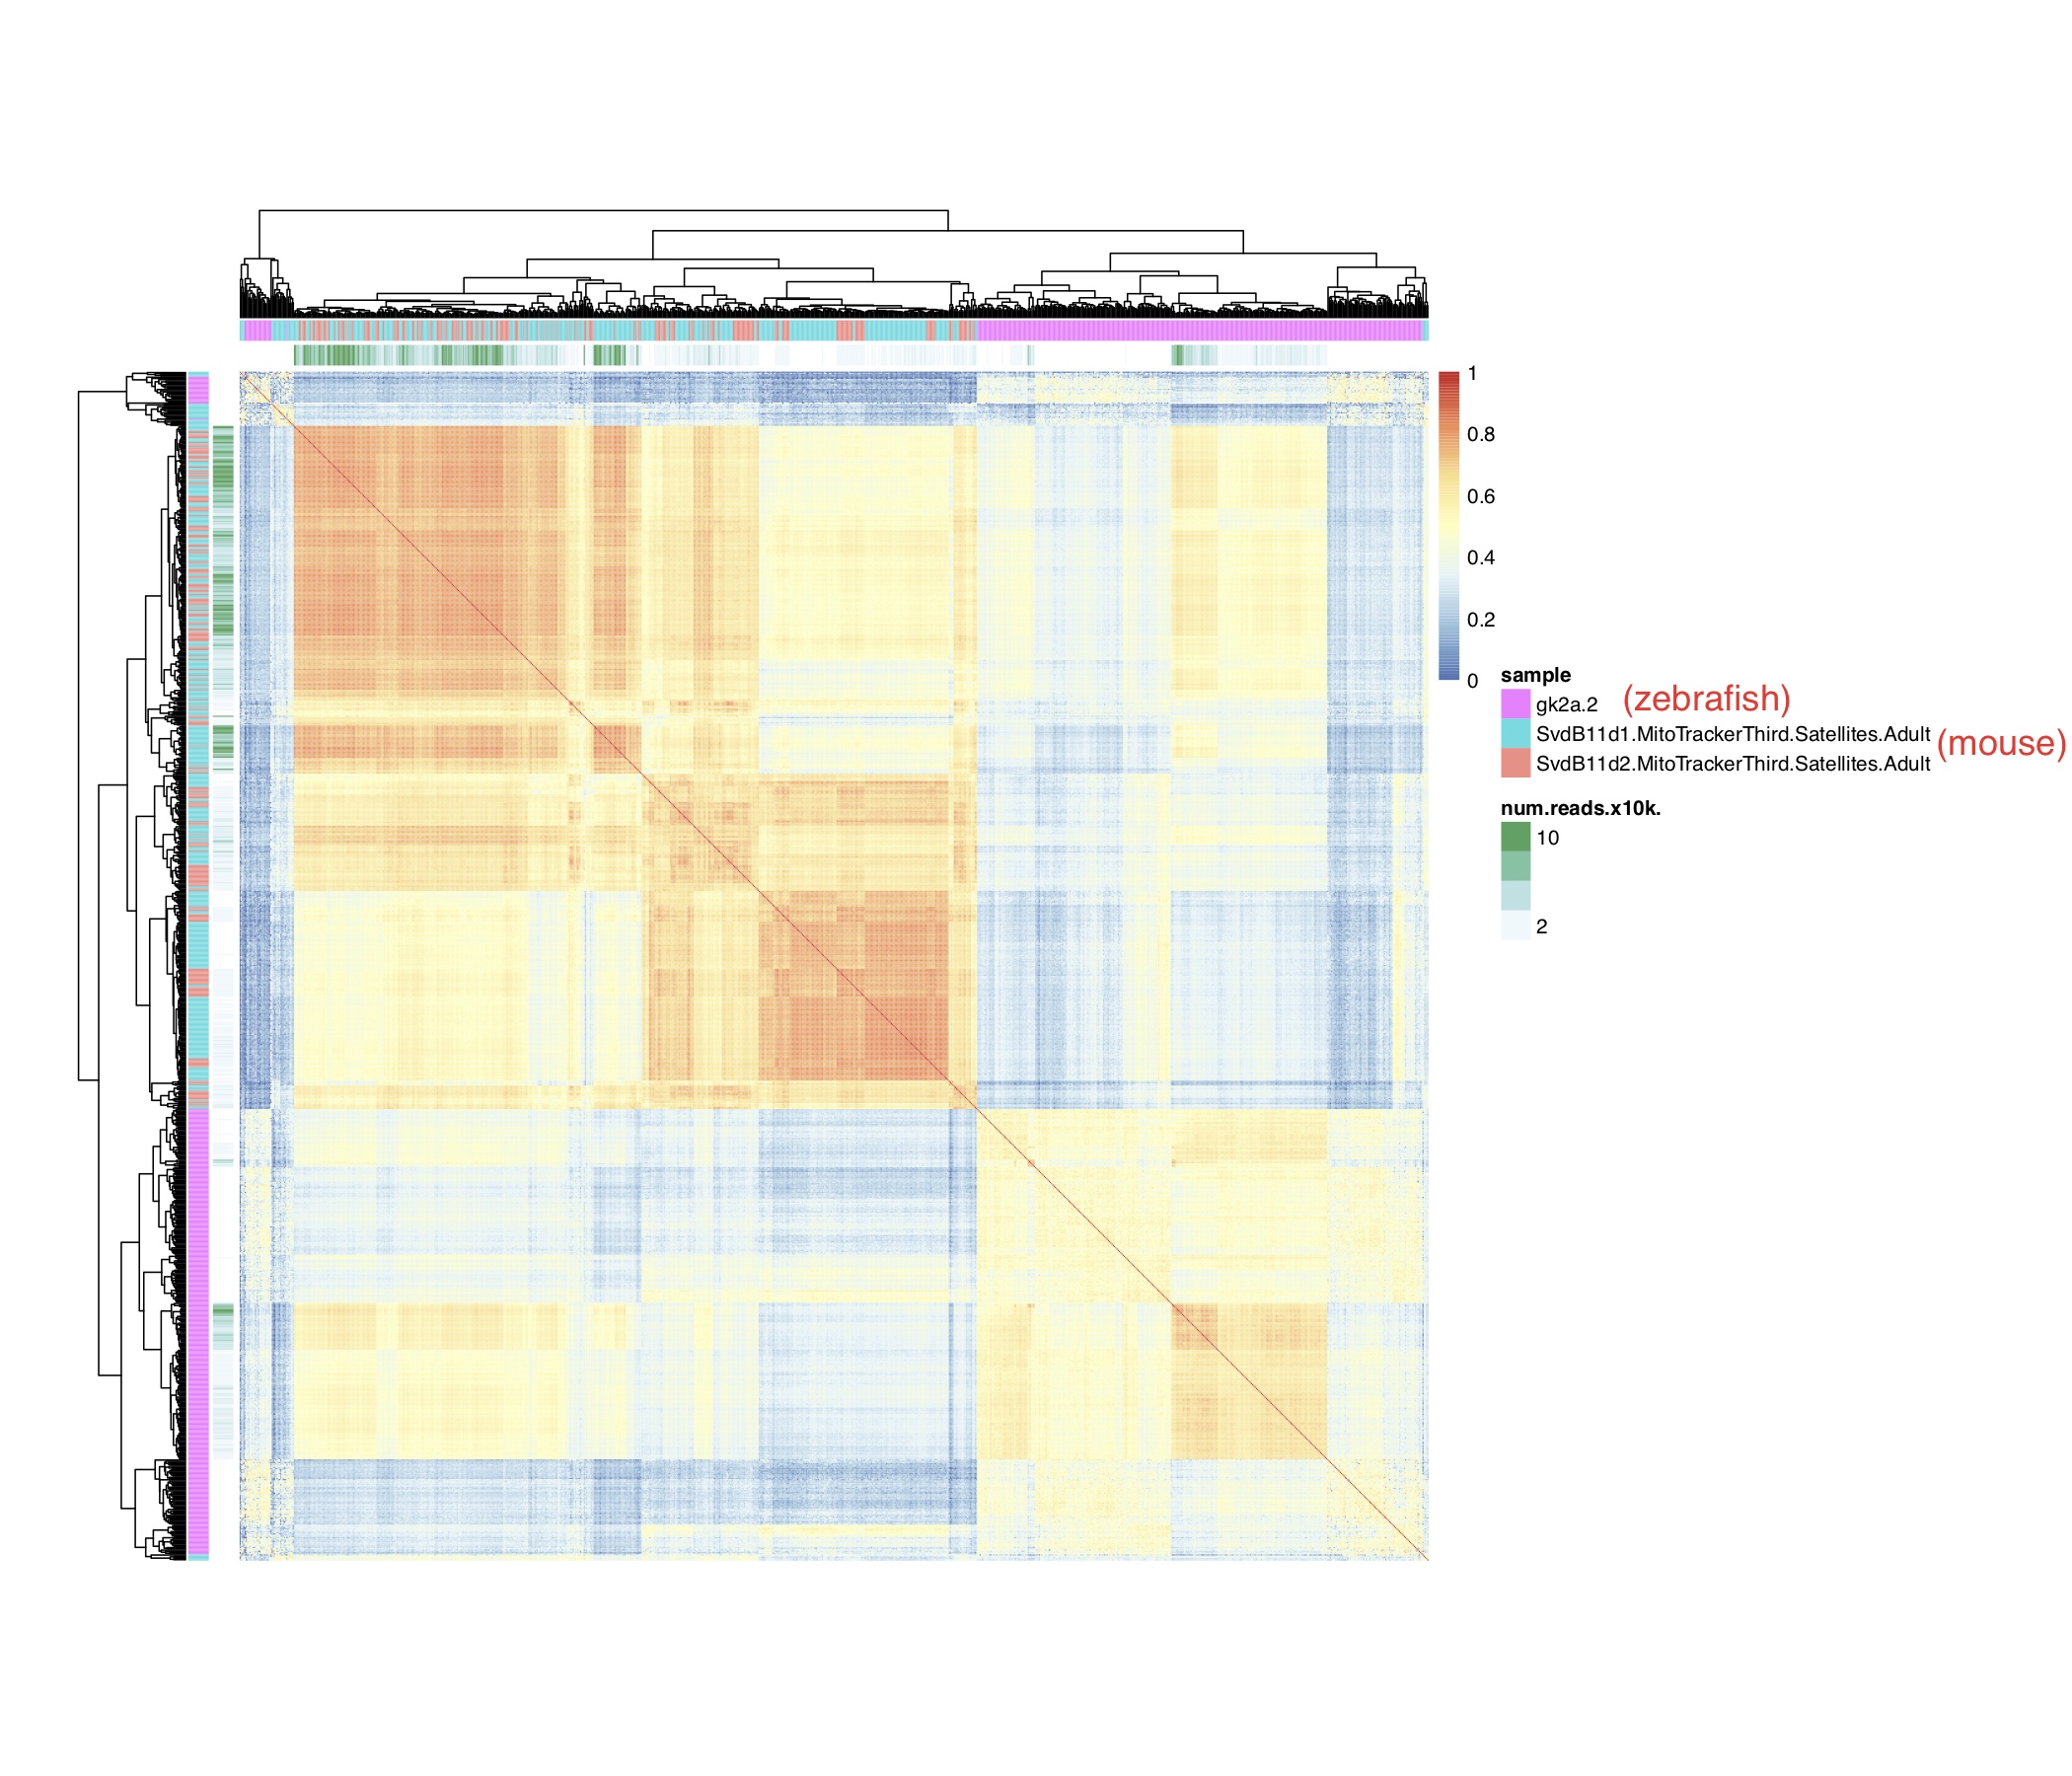 1
0.8
0.6
0.4
0.2
0
sample
gk2a.2 (zebrafish)
SvdB11d1.MitoTrackerThird.Satellites.Adult (mouse)
SvdB11d2.MitoTrackerThird.Satellites.Adult
num.reads.x10k.
10
2